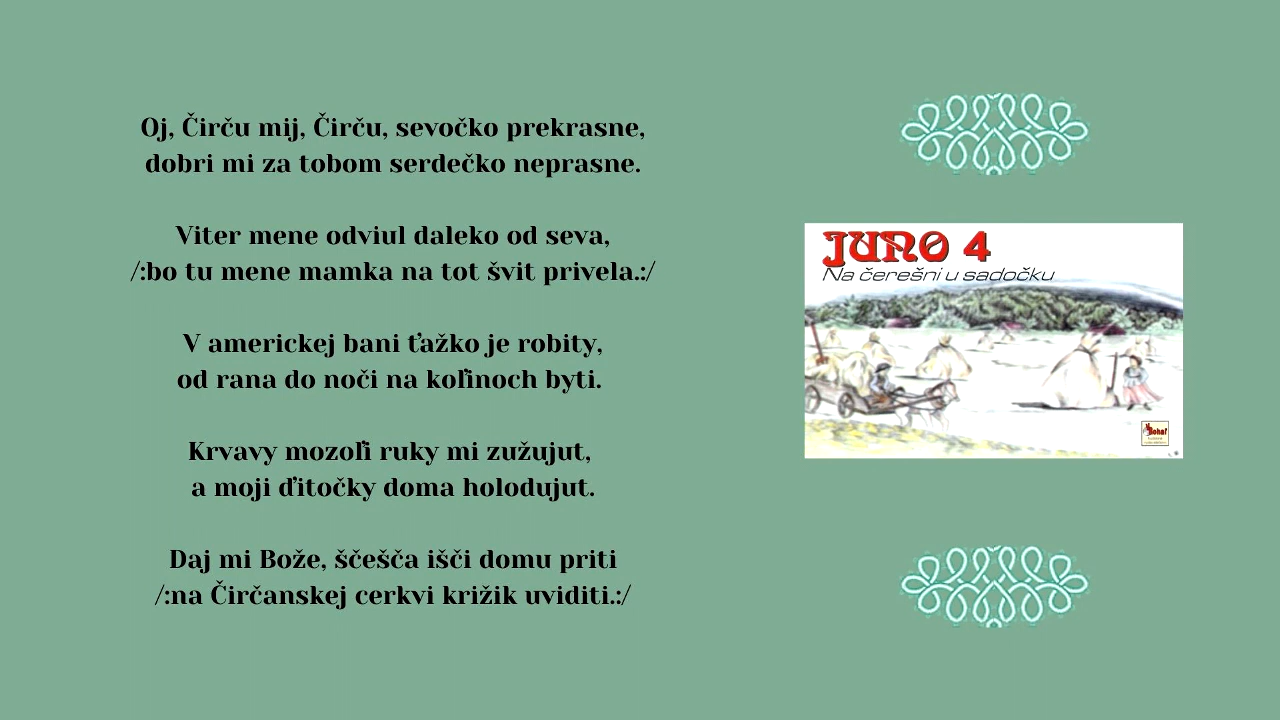 Oj, Čirču mij, Čirču, sevočko prekrasne,
dobri mi za tobom serdečko neprasne.
Viter mene odviul daleko od seva,
/:bo tu mene mamka na tot švit privela.:/
V americkej bani ťažko je robity,
od rana do noči na koľinoch byti.
Krvavy mozoľi ruky mi zužujut,
a moji ďitočky doma holodujut.
Daj mi Bože, ščešča išči domu priti
/:na Čirčanskej cerkvi križik uviditi.:/
JUNO 4
Na čerešni u sadočku